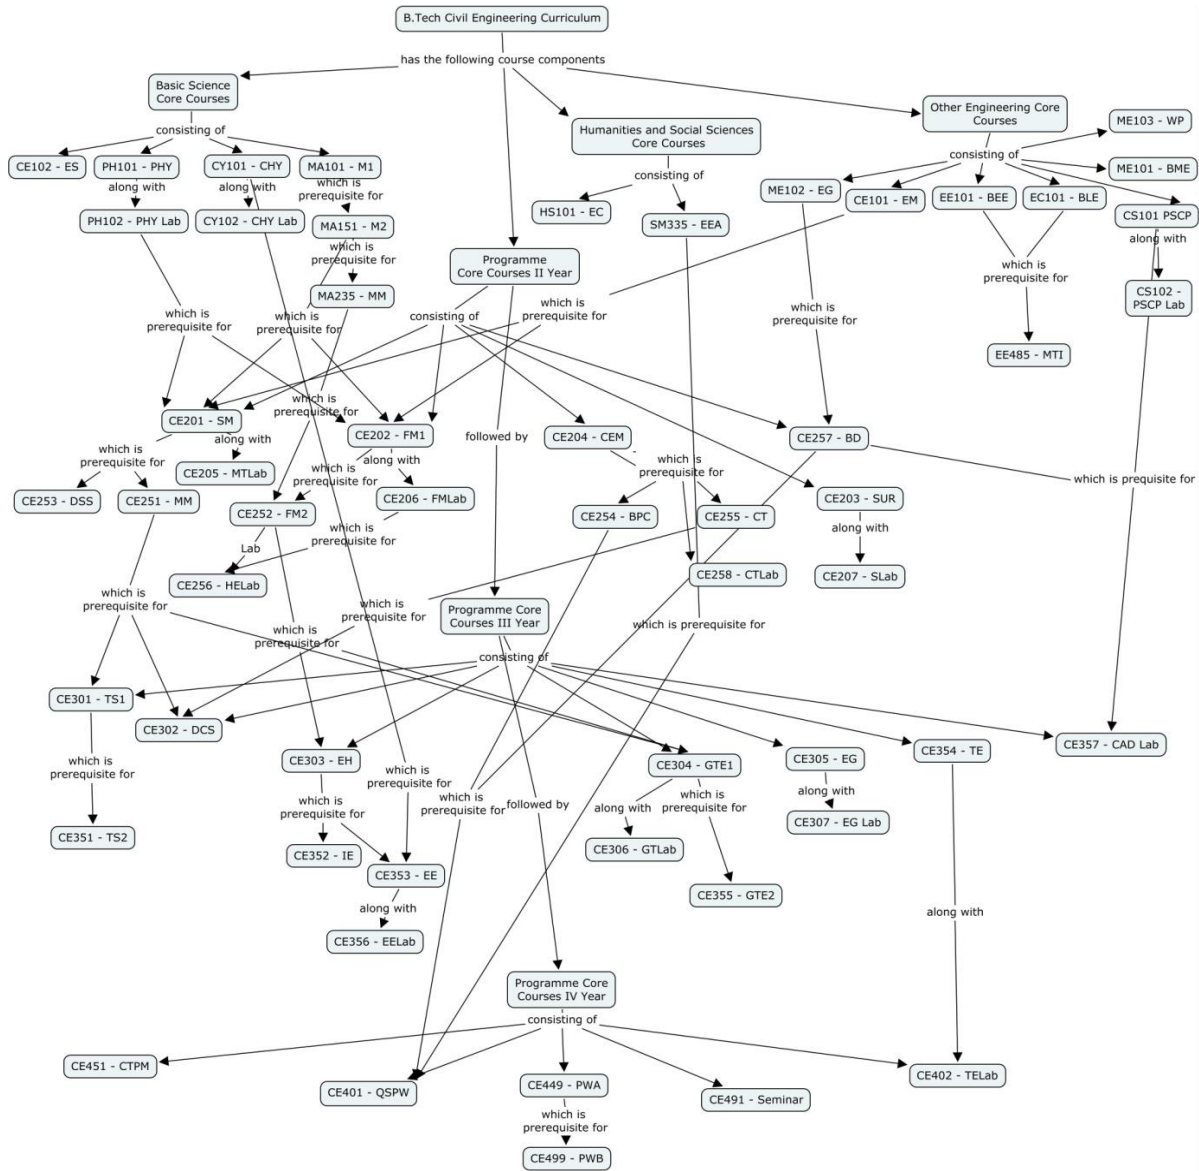 B.Tech Civil Engineering Curriculum
has the following course components
Basic Science
Core Courses
Other Engineering Core
Courses
ME103 - WP
Humanities and Social Sciences
Core Courses
consisting of
consisting of
CE102 - ES
PH101 - PHY
CY101 - CHY
MA101 - M1
consisting of
ME101 - BME
along with
along with
which is
prerequisite for
ME102 - EG
CE101 - EM
EE101 - BEE
EC101 - BLE
HS101 - EC
CS101 PSCP
PH102 - PHY Lab
CY102 - CHY Lab
MA151 - M2
SM335 - EEA
along with
which is
prerequisite for
Programme
Core Courses II Year
which is
prerequisite for
MA235 - MM
CS102 -
PSCP Lab
which is
prerequisite for
which is
prerequisite for
consisting of
which is
prerequisite for
which is
prerequisite for
EE485 - MTI
which is
prerequisite for
CE201 - SM
CE202 - FM1
followed by
CE204 - CEM
CE257 - BD
along with
which is
prerequisite for
along with
which is
prerequisite for
which is
prerequisite for
which is prequisite for
CE205 - MTLab
CE253 - DSS
CE251 - MM
CE206 - FMLab
CE203 - SUR
CE252 - FM2
CE254 - BPC
CE255 - CT
along with
which is
prerequisite for
Lab
CE256 - HELab
CE258 - CTLab
CE207 - SLab
which is
prerequisite for
which is
prerequisite for
Programme Core
Courses III Year
which is prerequisite for
which is
prerequisite for
consisting of
CE301 - TS1
CE302 - DCS
CE303 - EH
CE304 - GTE1
CE305 - EG
CE354 - TE
CE357 - CAD Lab
which is
prerequisite for
which is
prerequisite for
which is
prerequisite for
which is
prerequisite for
followed by
along with
which is
prerequisite for
along with
CE307 - EG Lab
CE351 - TS2
CE352 - IE
CE306 - GTLab
CE353 - EE
CE355 - GTE2
along with
along with
CE356 - EELab
Programme Core
Courses IV Year
consisting of
CE451 - CTPM
CE402 - TELab
CE401 - QSPW
CE449 - PWA
CE491 - Seminar
which is
prerequisite for
CE499 - PWB